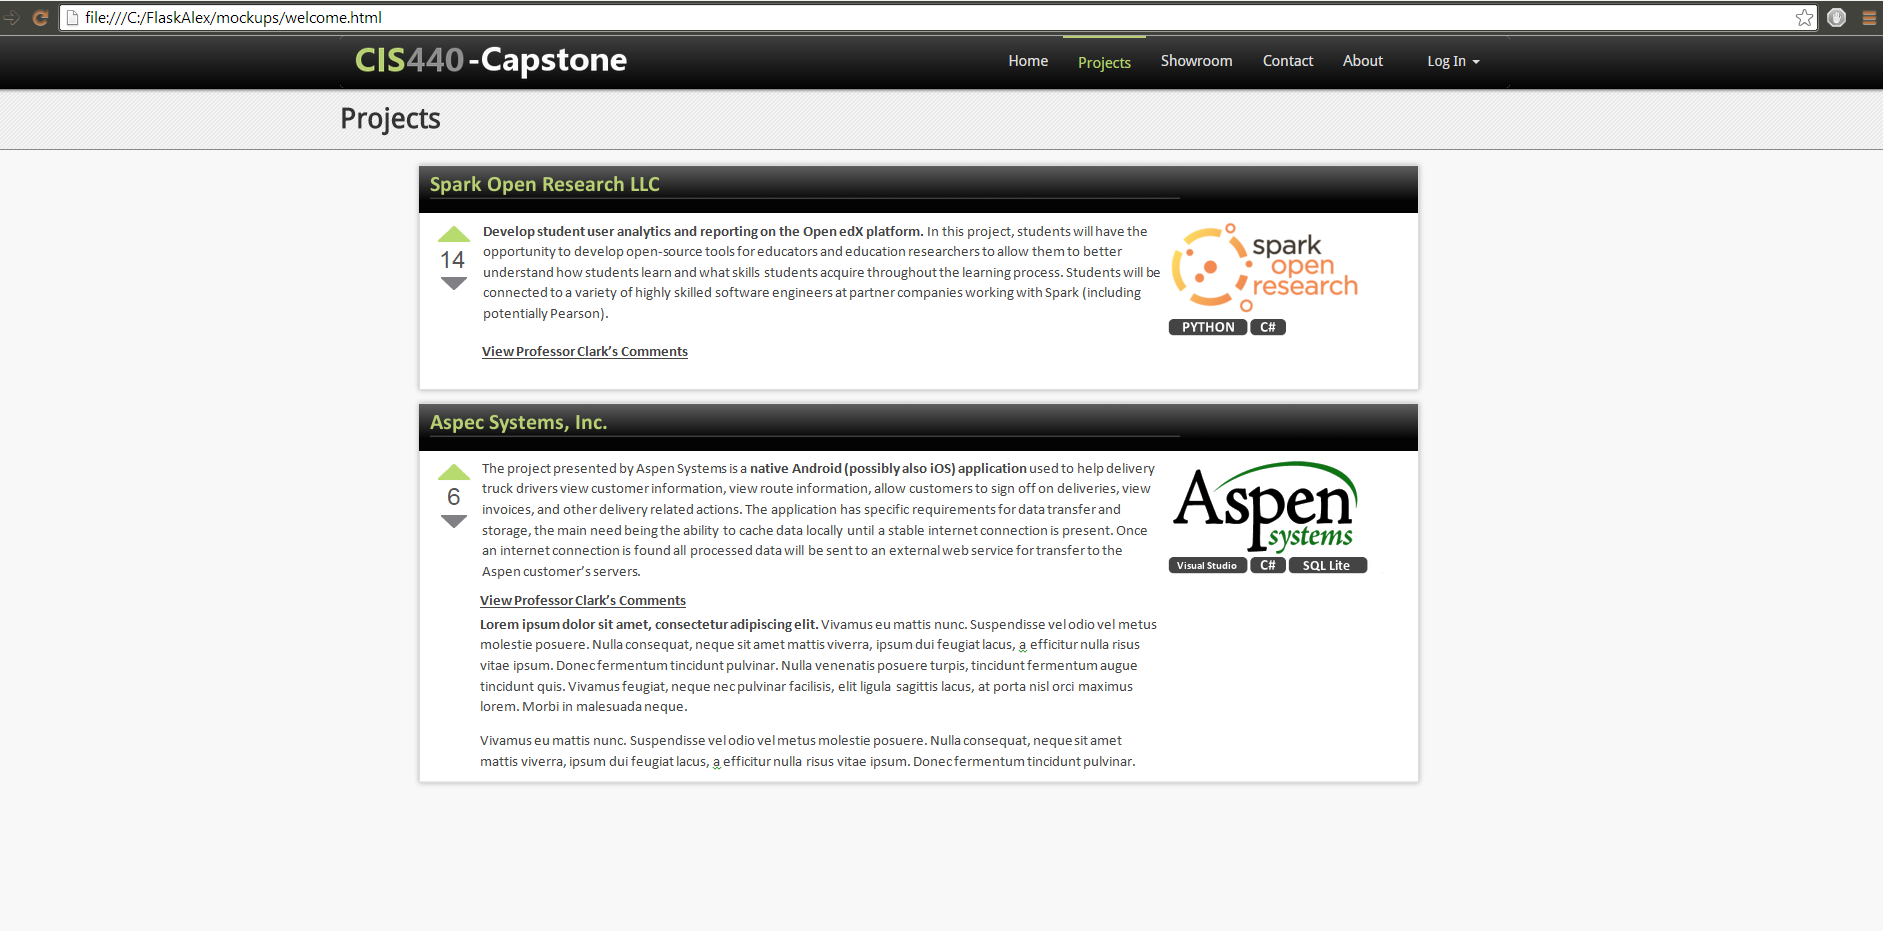 file:///C:/FlaskAlex/mockups/welcome.html
CIS440-Capstone
Home Projects Showroom Contact About Log In
Projects
Spark Open Research LLC
14
Develop student user analytics and reporting on the Open edX platform. In this project, students will have the
opportunity to develop open-source tools for educators and education researchers to allow them to better
understand how students learn and what skills students acquire throughout the learning process. Students will be
connected to a variety of highly skilled software engineers at partner companies working with Spark (including
potentially Pearson).
View Professor Clark’s Comments
spark
open
research
PYTHON C#
Aspec Systems, Inc.
6
The project presented by Aspen Systems is a native Android (possibly also iOS) application used to help delivery
truck drivers view customer information, view route information, allow customers to sign off on deliveries, view
invoices, and other delivery related actions. The application has specific requirements for data transfer and
storage, the main need being the ability to cache data locally until a stable internet connection is present. Once
an internet connection is found all processed data will be sent to an external web service for transfer to the
Aspen customer’s servers.
Aspen
systems
Visual Studio C# SQL Lite
View Professor Clark’s Comments
Lorem ipsum dolor sit amet, consectetur adipiscing elit. Vivamus eu mattis nunc. Suspendisse vel odio vel metus
molestie posuere. Nulla consequat, neque sit amet mattis viverra, ipsum dui feugiat lacus, a efficitur nulla risus
vitae ipsum. Donec fermentum tincidunt pulvinar. Nulla venenatis posuere turpis, tincidunt fermentum augue
tincidunt quis. Vivamus feugiat, neque nec pulvinar facilisis, elit ligula sagittis lacus, at porta nisl orci maximus
lorem. Morbi in malesuada neque.
Vivamus eu mattis nunc. Suspendisse vel odio vel metus molestie posuere. Nulla consequat, neque sit amet
mattis viverra, ipsum dui feugiat lacus, a efficitur nulla risus vitae ipsum. Donec fermentum tincidunt pulvinar.